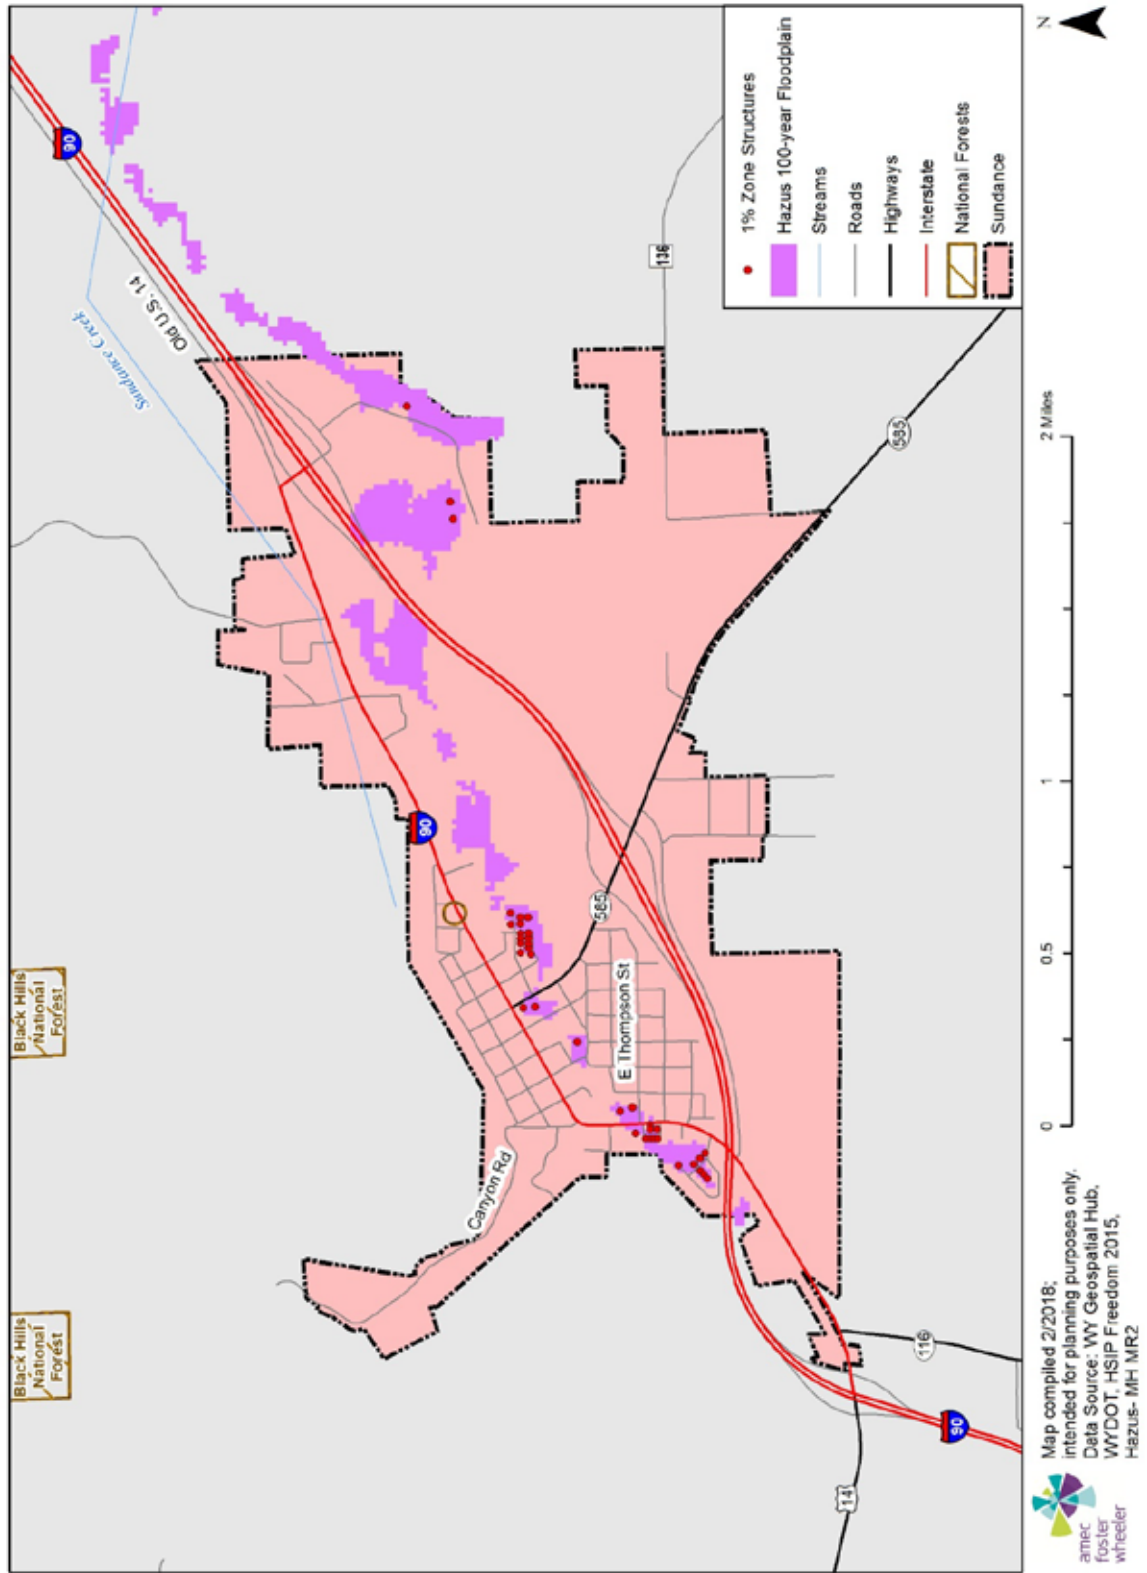 Black Hills
National
Forest
Black Hills
National
Forest
90
Old U.S. 14
Sundance Creek
90
Canyon Rd
E Thompson St
585
585
136
116
14
90
1% Zone Structures
Hazus 100-year Floodplain
Streams
Roads
Highways
Interstate
National Forests
Sundance
N
0
0.5
1
2 Miles
Map compiled 2/2018;
intended for planning purposes only.
Data Source: WY Geospatial Hub,
WYDOT, HSIP Freedom 2015,
Hazus- MH MR2
amec
foster
wheeler